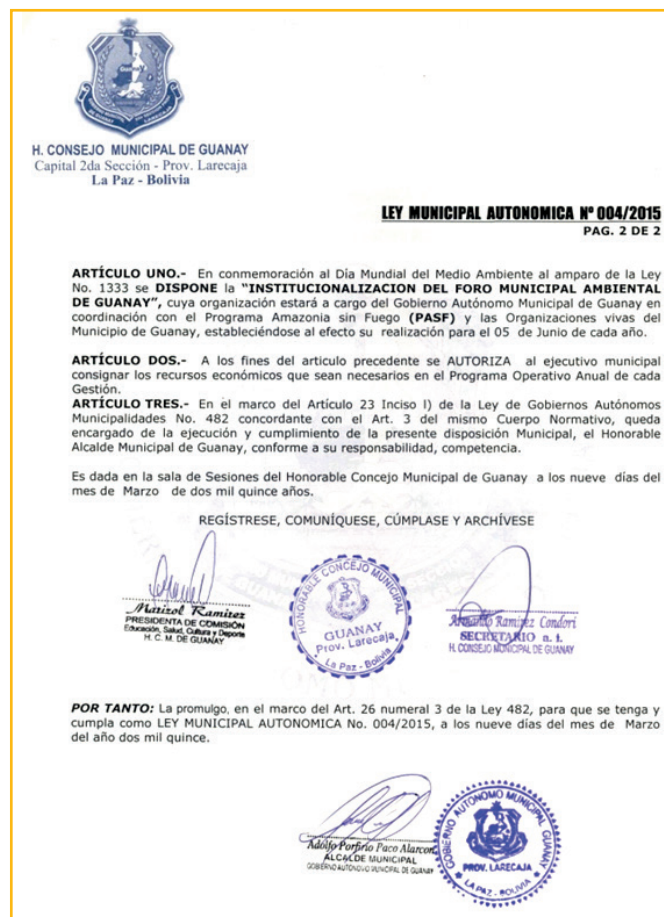 Guanay
H. CONSEJO MUNICIPAL DE GUANAY
Capital 2da Sección - Prov. Larecaja
La Paz - Bolivia
LEY MUNICIPAL AUTONOMICA Nº 004/2015
PAG. 2 DE 2
ARTÍCULO UNO.- En conmemoración al Día Mundial del Medio Ambiente al amparo de la Ley
No. 1333 se DISPONE la “INSTITUCIONALIZACION DEL FORO MUNICIPAL AMBIENTAL
DE GUANAY”, cuya organización estará a cargo del Gobierno Autónomo Municipal de Guanay en
coordinación con el Programa Amazonia sin Fuego (PASF) y las Organizaciones vivas del
Municipio de Guanay, estableciéndose al efecto su realización para el 05 de Junio de cada año.
ARTÍCULO DOS.- A los fines del articulo precedente se AUTORIZA al ejecutivo municipal
consignar los recursos económicos que sean necesarios en el Programa Operativo Anual de cada
Gestión.
ARTÍCULO TRES.- En el marco del Artículo 23 Inciso l) de la Ley de Gobiernos Autónomos
Municipalidades No. 482 concordante con el Art. 3 del mismo Cuerpo Normativo, queda
encargado de la ejecución y cumplimiento de la presente disposición Municipal, el Honorable
Alcalde Municipal de Guanay, conforme a su responsabilidad, competencia.
Es dada en la sala de Sesiones del Honorable Concejo Municipal de Guanay a los nueve días del
mes de Marzo de dos mil quince años.
REGÍSTRESE, COMUNÍQUESE, CÚMPLASE Y ARCHÍVESE
Marizol Ramirez
PRESIDENTA DE COMISIÓN
Educación, Salud, Cultura y Deporte
H. C. M. DE GUANAY
HONORABLE CONCEJO MUNICIPAL
GUANAY
Prov. Larecaja
La Paz - Bolivia
Armando Ramirez Condori
SECRETARIO a. i.
H. CONSEJO MUNICIPAL DE GUANAY
POR TANTO: La promulgo, en el marco del Art. 26 numeral 3 de la Ley 482, para que se tenga y
cumpla como LEY MUNICIPAL AUTONOMICA No. 004/2015, a los nueve días del mes de Marzo
del año dos mil quince.
Adolfo Porfirio Paco Alarcon
ALCALDE MUNICIPAL
GOBIERNO AUTONOMO MUNICIPAL DE GUANAY
GOBIERNO AUTONOMO MUNICIPAL GUANAY
PROV. LARECAJA
LA PAZ - BOLIVIA